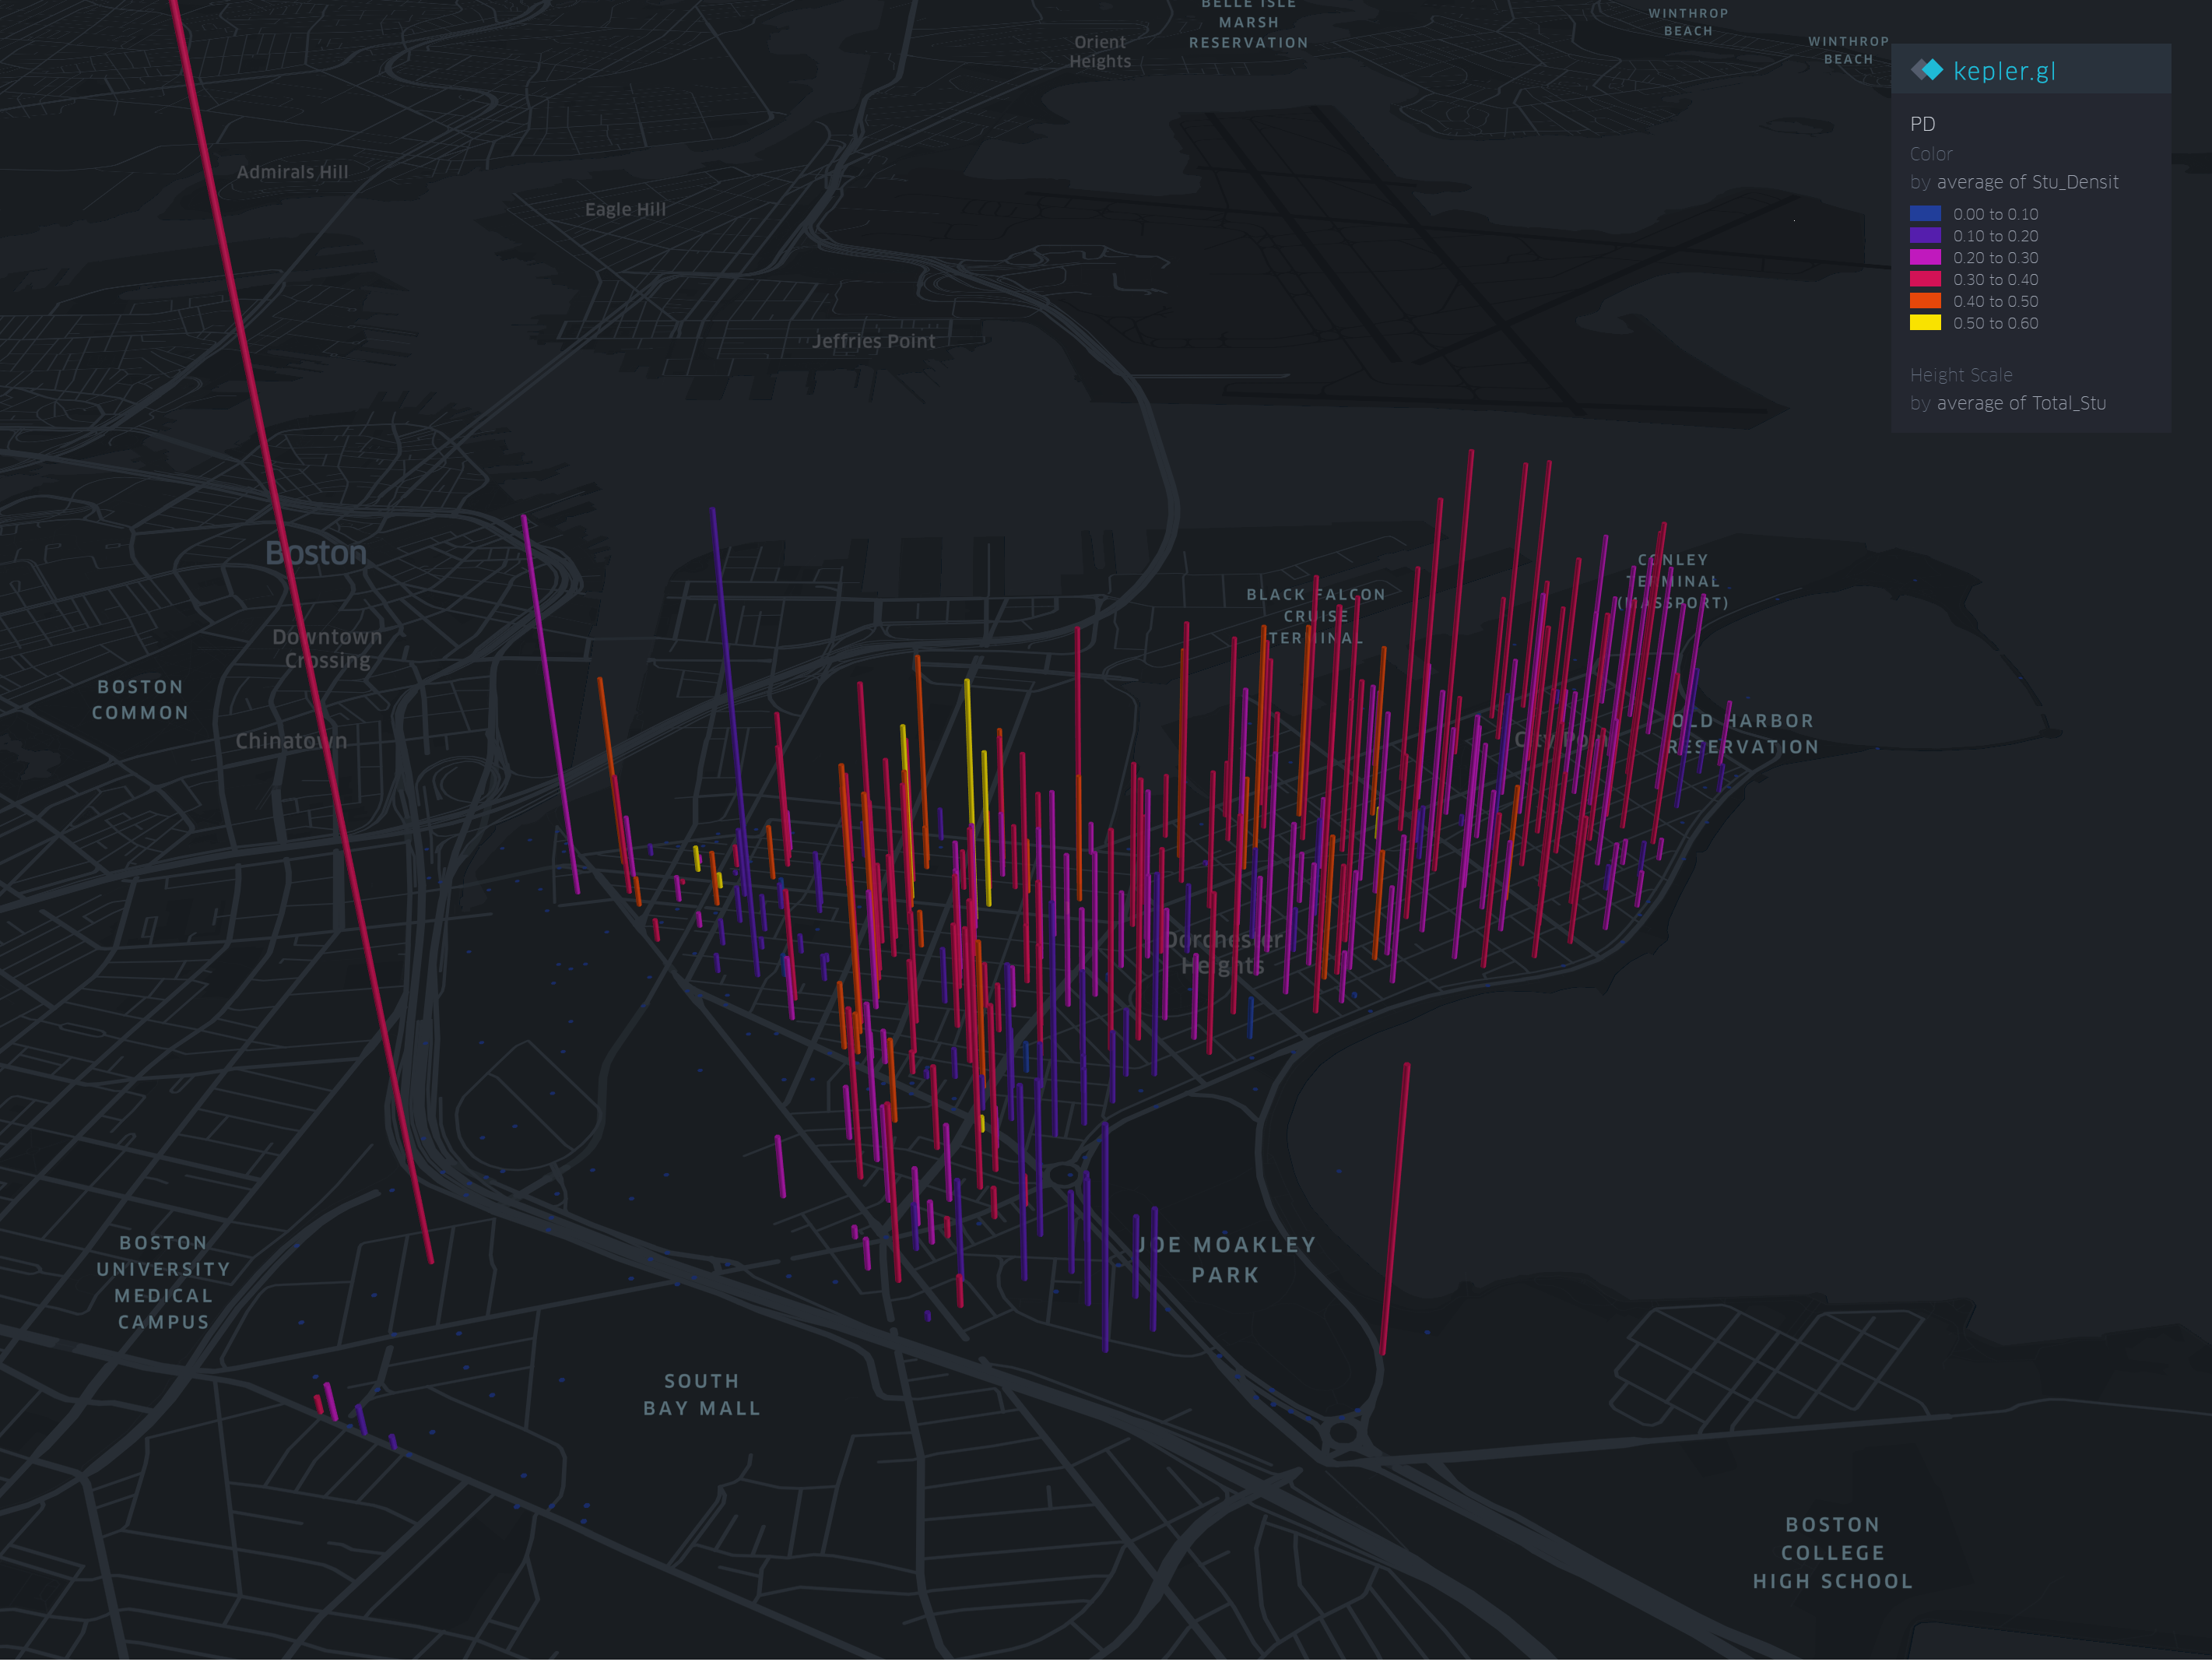 BELLE ISLE
MARSH
RESERVATION
Orient
Heights
WINTHROP
BEACH
WINTHROP
BEACH
Admirals Hill
Eagle Hill
Jeffries Point
Boston
Downtown
Crossing
BOSTON
COMMON
Chinatown
BLACK FALCON
CRUISE
TERMINAL
CONLEY
TERMINAL
(MASSPORT)
City Point
OLD HARBOR
RESERVATION
Dorchester
Heights
BOSTON
UNIVERSITY
MEDICAL
CAMPUS
JOE MOAKLEY
PARK
SOUTH
BAY MALL
BOSTON
COLLEGE
HIGH SCHOOL
kepler.gl
PD
Color
by average of Stu_Densit
0.00 to 0.10
0.10 to 0.20
0.20 to 0.30
0.30 to 0.40
0.40 to 0.50
0.50 to 0.60
Height Scale
by average of Total_Stu